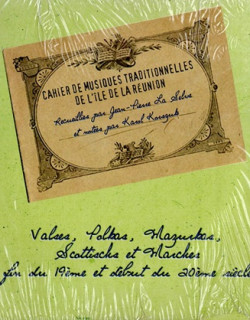 CAHIER DE MUSIQUES TRADITIONNELLES
DE L'ILE DE LA REUNION
Recueillies par Jean-Pierre La Selve
et notées par Karel Korczuk
Valses, Polkas, Mazurkas,
Scottischs et Marches
fin du 19ème et début du 20ème siècle